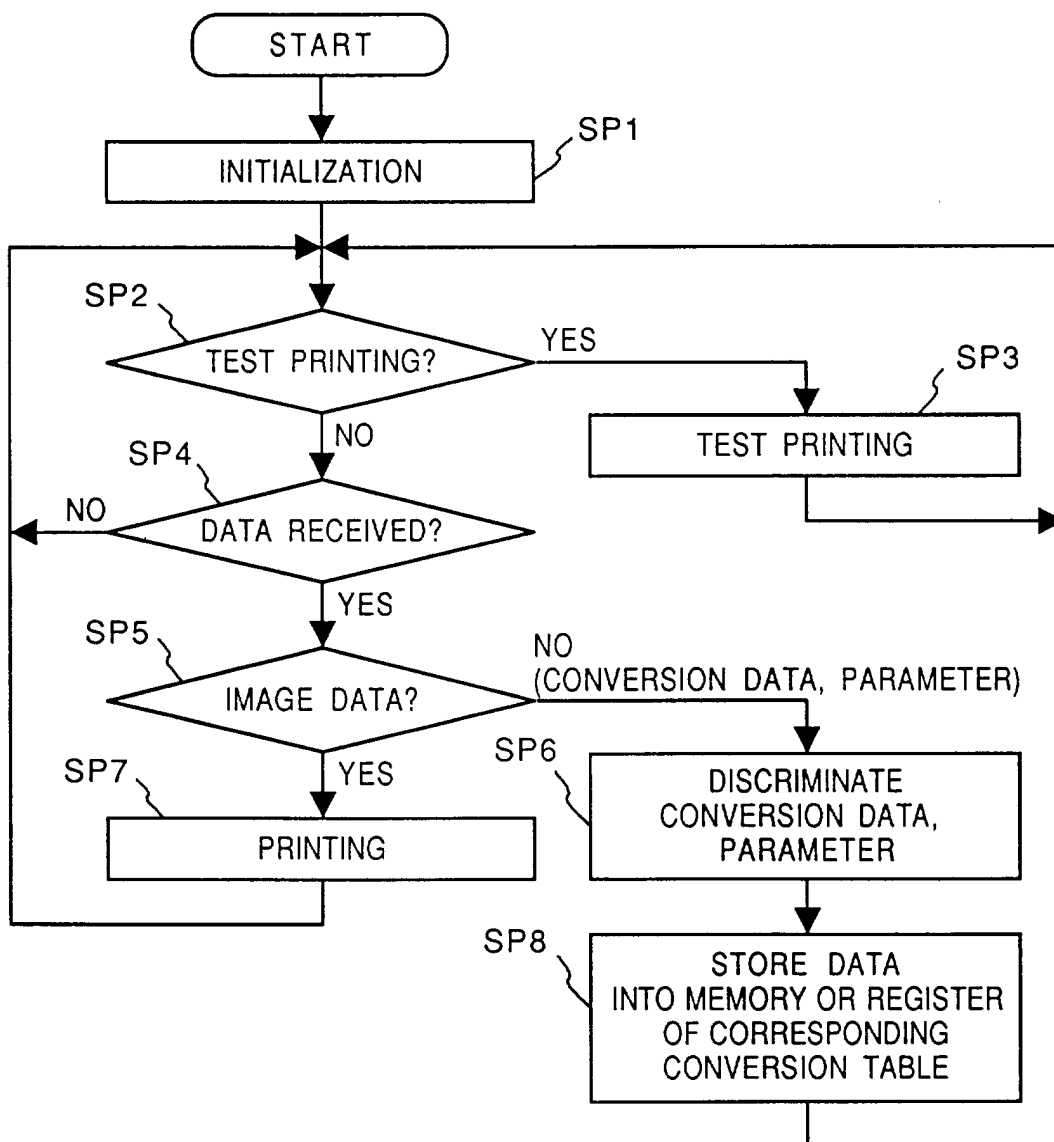 START
SP1
INITIALIZATION
SP2
TEST PRINTING?
YES
SP3
TEST PRINTING
NO
SP4
NO
DATA RECEIVED?
YES
SP5
NO
(CONVERSION DATA, PARAMETER)
IMAGE DATA?
YES
SP6
DISCRIMINATE
CONVERSION DATA,
PARAMETER
SP7
PRINTING
SP8
STORE DATA
INTO MEMORY OR REGISTER
OF CORRESPONDING
CONVERSION TABLE